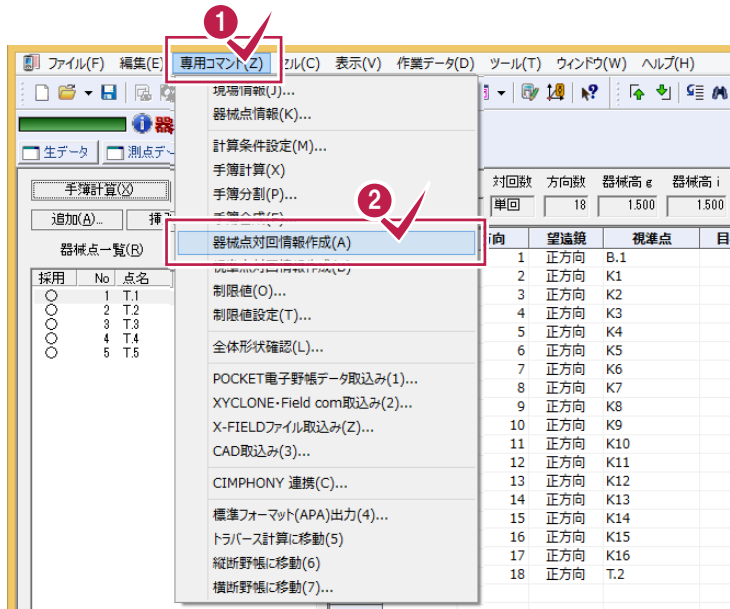 1
ファイル(F) 編集(E) 専用コマンド(Z) セル(C) 表示(V) 作業データ(D) ツール(T) ウィンドウ(W) ヘルプ(H)
現場情報(J)...
器械点情報(K)...
器
計算条件設定(M)...
生データ 測点デー
手簿計算(X)
手簿分割(P)...
2
器械点対回情報作成(A)
制限値(O)...
制限値設定(T)...
全体形状確認(L)...
POCKET電子野帳データ取込み(1)...
XYCLONE・Field com取込み(2)...
X-FIELDファイル取込み(Z)...
CAD取込み(3)...
CIMPHONY 連携(C)...
標準フォーマット(APA)出力(4)...
トラバース計算に移動(5)
縦断野帳に移動(6)
横断野帳に移動(7)...
手簿計算(X)
追加(A)... 挿
器械点一覧(R)
採用 No 点名
○ 1 T.1
○ 2 T.2
○ 3 T.3
○ 4 T.4
○ 5 T.5
対回数 方向数 器械高 g 器械高 i
単回 18 1.500 1.500
向 望遠鏡 視準点 目
1 正方向 B.1
2 正方向 K1
3 正方向 K2
4 正方向 K3
5 正方向 K4
6 正方向 K5
7 正方向 K6
8 正方向 K7
9 正方向 K8
10 正方向 K9
11 正方向 K10
12 正方向 K11
13 正方向 K12
14 正方向 K13
15 正方向 K14
16 正方向 K15
17 正方向 K16
18 正方向 T.2